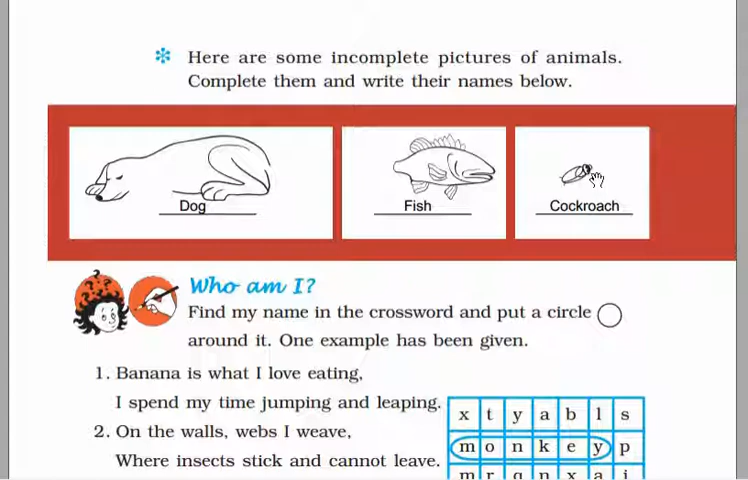 Here are some incomplete pictures of animals.
Complete them and write their names below.
Dog
Fish
Cockroach
Who am I?
Find my name in the crossword and put a circle
around it. One example has been given.
1. Banana is what I love eating,
I spend my time jumping and leaping.
2. On the walls, webs I weave,
Where insects stick and cannot leave.
x t y a b l s
m o n k e y p